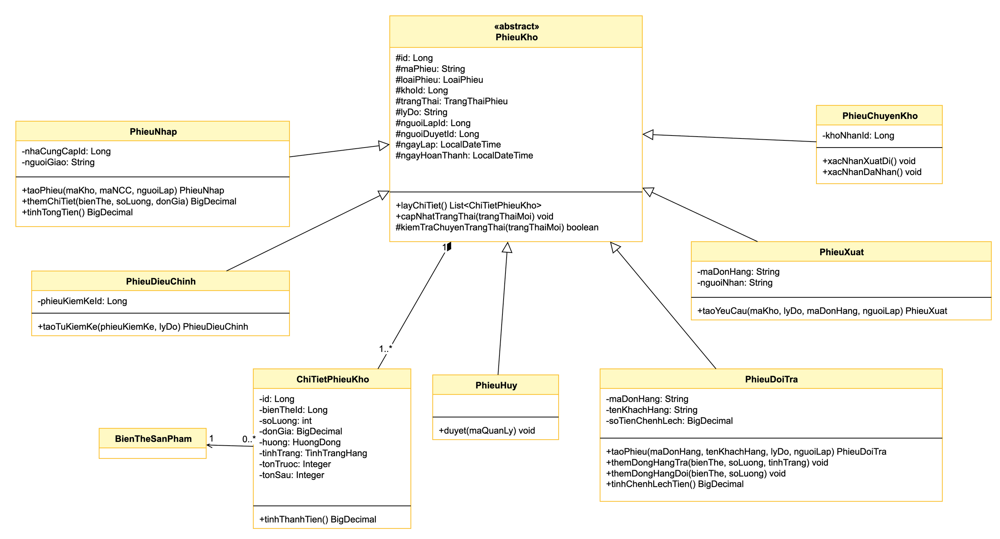 «abstract»
PhieuKho
#id: Long
#maPhieu: String
#loaiPhieu: LoaiPhieu
#khoId: Long
#trangThai: TrangThaiPhieu
#lyDo: String
#nguoiLapId: Long
#nguoiDuyetId: Long
#ngayLap: LocalDateTime
#ngayHoanThanh: LocalDateTime
+layChiTiet() List<ChiTietPhieuKho>
+capNhatTrangThai(trangThaiMoi) void
#kiemTraChuyenTrangThai(trangThaiMoi) boolean
PhieuNhap
-nhaCungCapId: Long
-nguoiGiao: String
+taoPhieu(maKho, maNCC, nguoiLap) PhieuNhap
+themChiTiet(bienThe, soLuong, donGia) BigDecimal
+tinhTongTien() BigDecimal
PhieuChuyenKho
-khoNhanId: Long
+xacNhanXuatDi() void
+xacNhanDaNhan() void
PhieuDieuChinh
-phieuKiemKeId: Long
+taoTuKiemKe(phieuKiemKe, lyDo) PhieuDieuChinh
PhieuXuat
-maDonHang: String
-nguoiNhan: String
+taoYeuCau(maKho, lyDo, maDonHang, nguoiLap) PhieuXuat
1
1..*
ChiTietPhieuKho
-id: Long
-bienTheId: Long
-soLuong: int
-donGia: BigDecimal
-huong: HuongDong
-tinhTrang: TinhTrangHang
-tonTruoc: Integer
-tonSau: Integer
+tinhThanhTien() BigDecimal
BienTheSanPham
1
0..*
PhieuHuy
+duyet(maQuanLy) void
PhieuDoiTra
-maDonHang: String
-tenKhachHang: String
-soTienChenhLech: BigDecimal
+taoPhieu(maDonHang, tenKhachHang, lyDo, nguoiLap) PhieuDoiTra
+themDongHangTra(bienThe, soLuong, tinhTrang) void
+themDongHangDoi(bienThe, soLuong) void
+tinhChenhLechTien() BigDecimal